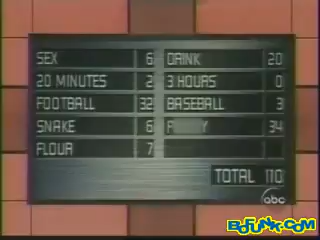 SEX 6 DRINK 20
20 MINUTES 2 3 HOURS 0
FOOTBALL 32 BASEBALL 3
SNAKE 6 34
FLOUR 7
TOTAL 110
abc
BOFUNK.COM